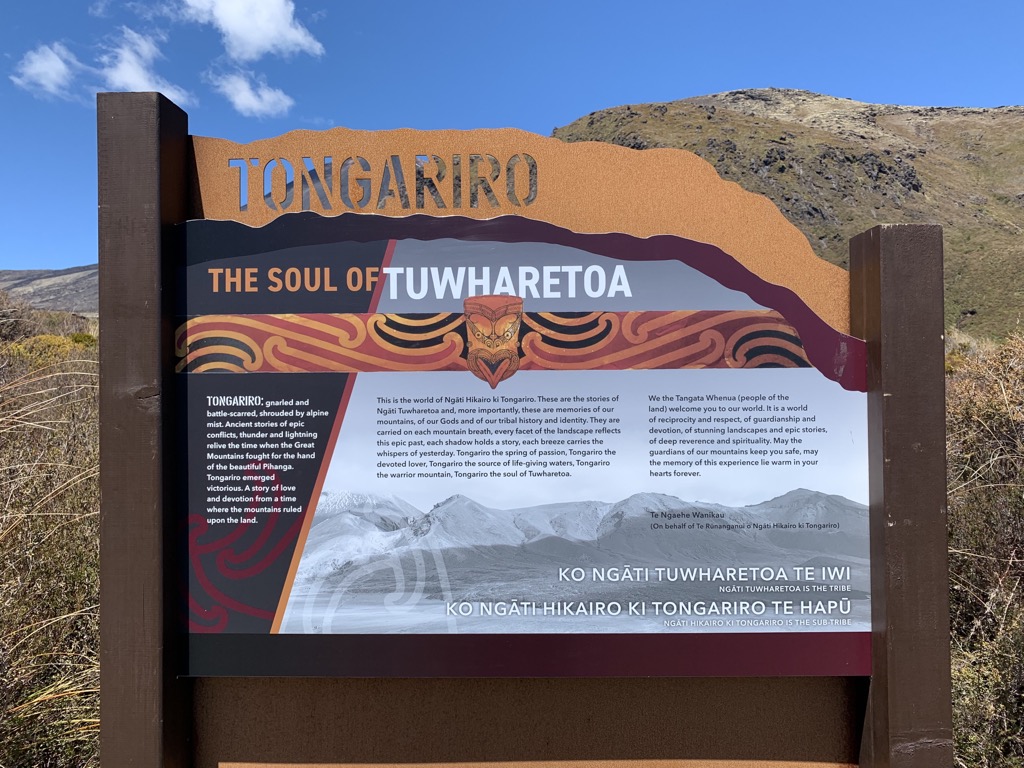 TONGARIRO
THE SOUL OF TUWHARETOA
TONGARIRO: gnarled and
battle-scarred, shrouded by alpine
mist. Ancient stories of epic
conflicts, thunder and lightning
relive the time when the Great
Mountains fought for the hand
of the beautiful Pihanga.
Tongariro emerged
victorious. A story of love
and devotion from a time
where the mountains ruled
upon the land.
This is the world of Ngāti Hikairo ki Tongariro. These are the stories of
Ngāti Tuwharetoa and, more importantly, these are memories of our
mountains, of our Gods and of our tribal history and identity. They are
carried on each mountain breath, every facet of the landscape reflects
this epic past, each shadow holds a story, each breeze carries the
whispers of yesterday. Tongariro the spring of passion, Tongariro the
devoted lover, Tongariro the source of life-giving waters, Tongariro
the warrior mountain, Tongariro the soul of Tuwharetoa.
We the Tangata Whenua (people of the
land) welcome you to our world. It is a world
of reciprocity and respect, of guardianship and
devotion, of stunning landscapes and epic stories,
of deep reverence and spirituality. May the
guardians of our mountains keep you safe, may
the memory of this experience lie warm in your
hearts forever.
Te Ngaehe Wanikau
(On behalf of Te Rūnanganui o Ngāti Hikairo ki Tongariro)
KO NGĀTI TUWHARETOA TE IWI
NGĀTI TUWHARETOA IS THE TRIBE
KO NGĀTI HIKAIRO KI TONGARIRO TE HAPŪ
NGĀTI HIKAIRO KI TONGARIRO IS THE SUB-TRIBE